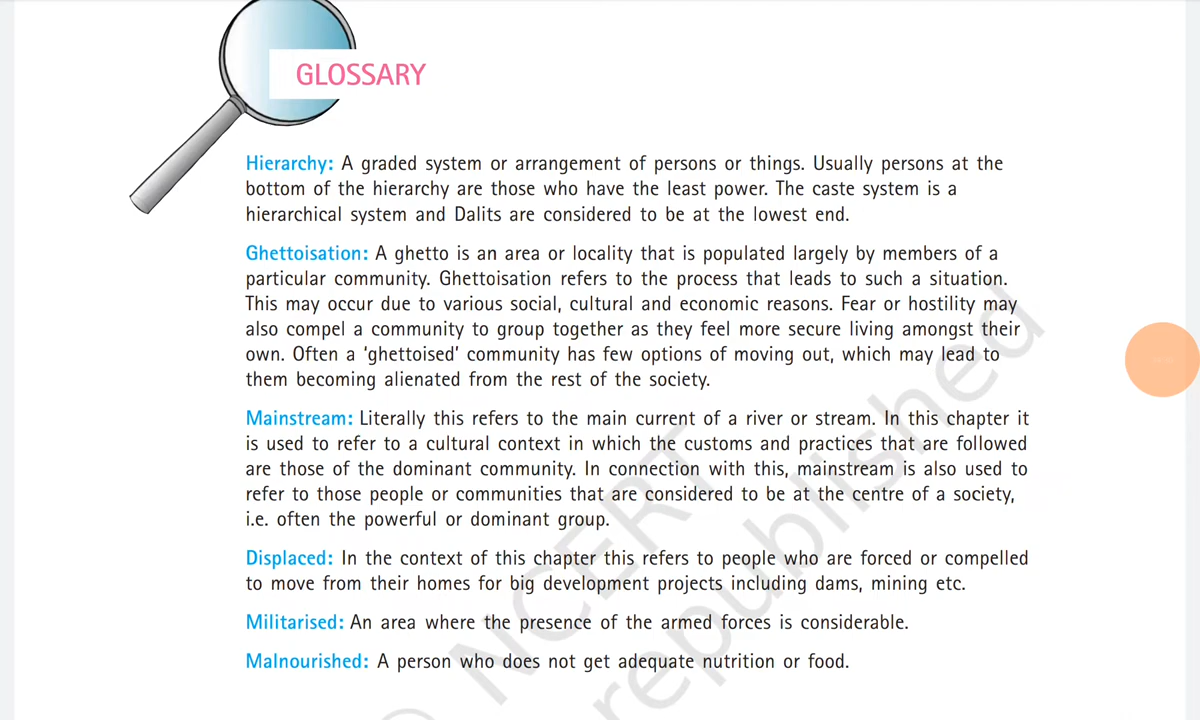 GLOSSARY
Hierarchy: A graded system or arrangement of persons or things. Usually persons at the
bottom of the hierarchy are those who have the least power. The caste system is a
hierarchical system and Dalits are considered to be at the lowest end.
Ghettoisation: A ghetto is an area or locality that is populated largely by members of a
particular community. Ghettoisation refers to the process that leads to such a situation.
This may occur due to various social, cultural and economic reasons. Fear or hostility may
also compel a community to group together as they feel more secure living amongst their
own. Often a ‘ghettoised’ community has few options of moving out, which may lead to
them becoming alienated from the rest of the society.
Mainstream: Literally this refers to the main current of a river or stream. In this chapter it
is used to refer to a cultural context in which the customs and practices that are followed
are those of the dominant community. In connection with this, mainstream is also used to
refer to those people or communities that are considered to be at the centre of a society,
i.e. often the powerful or dominant group.
Displaced: In the context of this chapter this refers to people who are forced or compelled
to move from their homes for big development projects including dams, mining etc.
Militarised: An area where the presence of the armed forces is considerable.
Malnourished: A person who does not get adequate nutrition or food.
© NCERT
republished